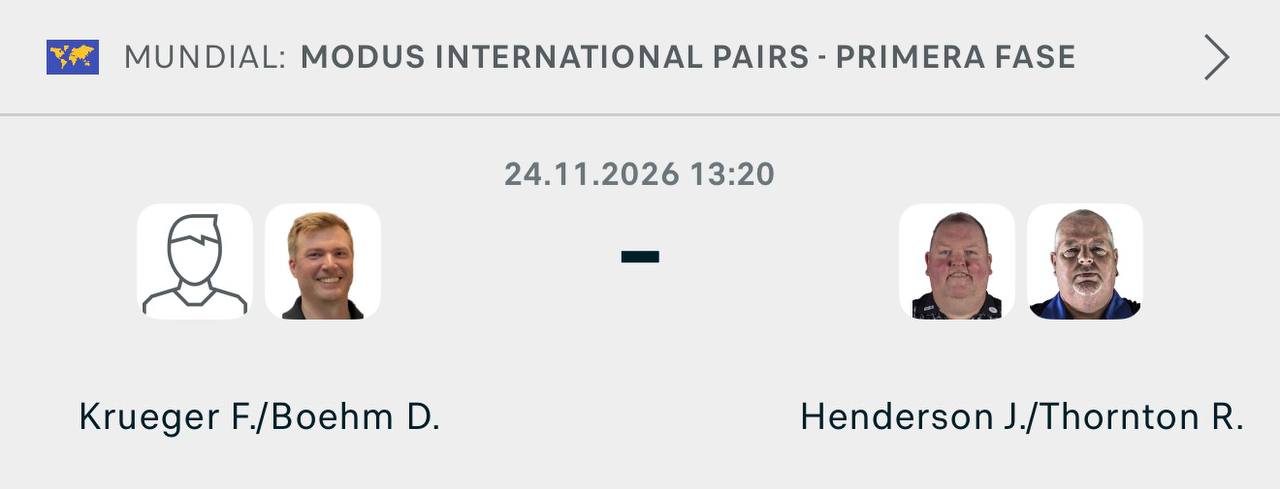 MUNDIAL: MODUS INTERNATIONAL PAIRS - PRIMERA FASE
24.11.2026 13:20
-
Krueger F./Boehm D.
Henderson J./Thornton R.